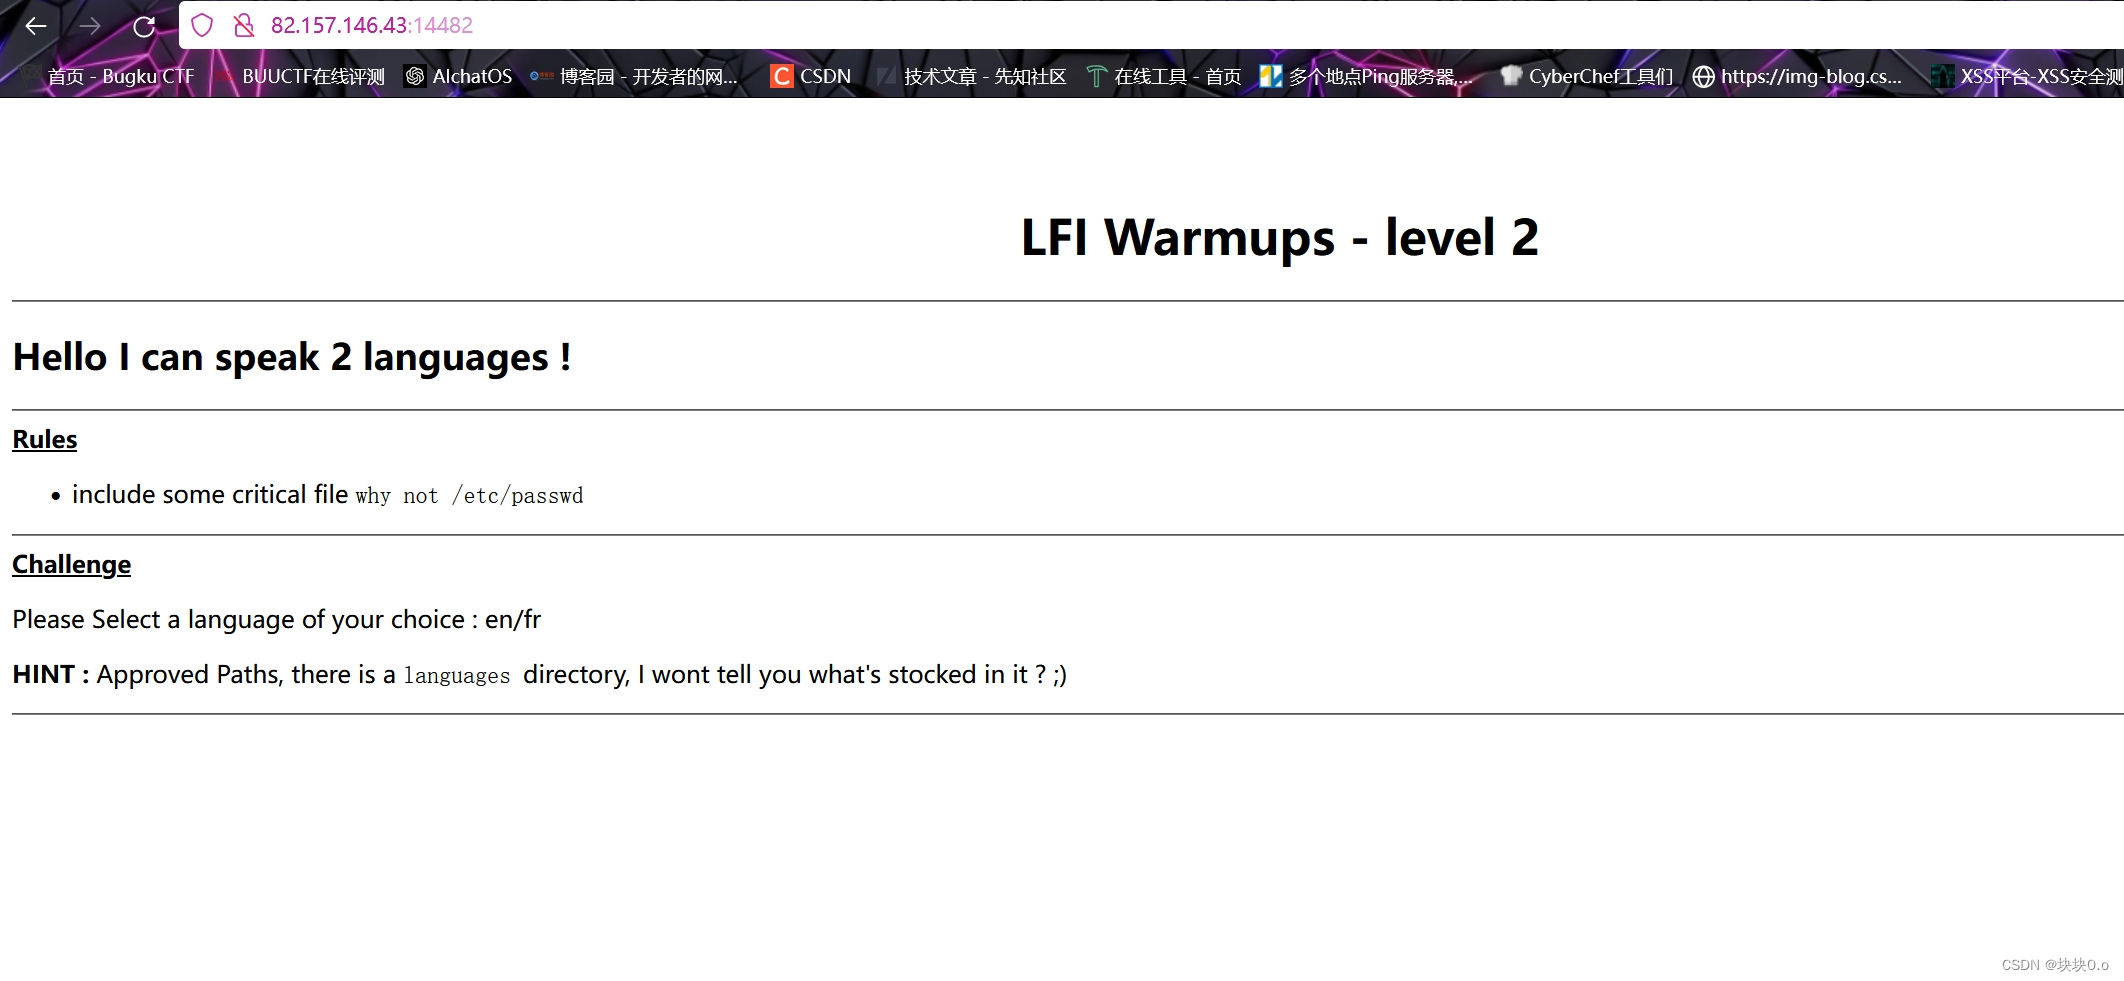 82.157.146.43:14482
首页 - Bugku CTF BUUCTF在线评测 AIchatOS 博客园 - 开发者的网... CSDN 技术文章 - 先知社区 在线工具 - 首页 多个地点Ping服务器,... CyberChef工具们 https://img-blog.cs... XSS平台-XSS安全测
LFI Warmups - level 2
Hello I can speak 2 languages !
Rules
• include some critical file why not /etc/passwd
Challenge
Please Select a language of your choice : en/fr
HINT : Approved Paths, there is a languages directory, I wont tell you what's stocked in it ? ;)
CSDN @块块0.o